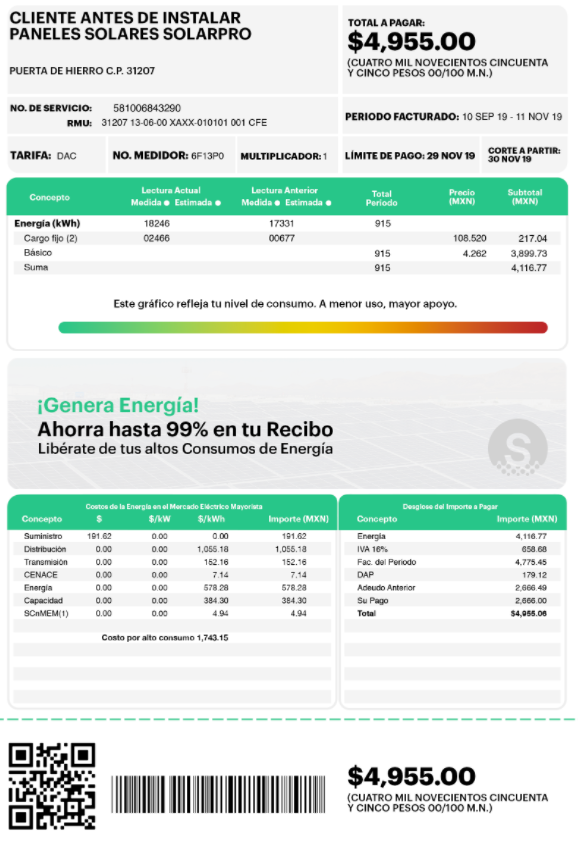 CLIENTE ANTES DE INSTALAR
PANELES SOLARES SOLARPRO
PUERTA DE HIERRO C.P. 31207
TOTAL A PAGAR:
$4,955.00
(CUATRO MIL NOVECIENTOS CINCUENTA
Y CINCO PESOS 00/100 M.N.)
NO. DE SERVICIO: 581006843290
RMU: 31207 13-06-00 XAXX-010101 001 CFE
PERIODO FACTURADO: 10 SEP 19 - 11 NOV 19
TARIFA: DAC NO. MEDIDOR: 6F13P0 MULTIPLICADOR: 1 LÍMITE DE PAGO: 29 NOV 19 CORTE A PARTIR:
30 NOV 19
Concepto Lectura Actual Medida Estimada Lectura Anterior Medida Estimada Total Periodo Precio (MXN) Subtotal (MXN)
Energía (kWh) 18246 17331 915
Cargo fijo (2) 02466 00677 108.520 217.04
Básico 915 4.262 3,899.73
Suma 915 4,116.77
Este gráfico refleja tu nivel de consumo. A menor uso, mayor apoyo.
¡Genera Energía!
Ahorra hasta 99% en tu Recibo
Libérate de tus altos Consumos de Energía
S
Costos de la Energía en el Mercado Eléctrico Mayorista
Concepto $ $/kW $/kWh Importe (MXN)
Suministro 191.62 0.00 0.00 191.62
Distribución 0.00 0.00 1,055.18 1,055.18
Transmisión 0.00 0.00 152.16 152.16
CENACE 0.00 0.00 7.14 7.14
Energía 0.00 0.00 578.28 578.28
Capacidad 0.00 0.00 384.30 384.30
SCnMEM(1) 0.00 0.00 4.94 4.94
Costo por alto consumo 1,743.15
Desglose del Importe a Pagar
Concepto Importe (MXN)
Energía 4,116.77
IVA 16% 658.68
Fac. del Periodo 4,775.45
DAP 179.12
Adeudo Anterior 2,666.49
Su Pago 2,666.00
Total $4,955.06
$4,955.00
(CUATRO MIL NOVECIENTOS CINCUENTA
Y CINCO PESOS 00/100 M.N.)